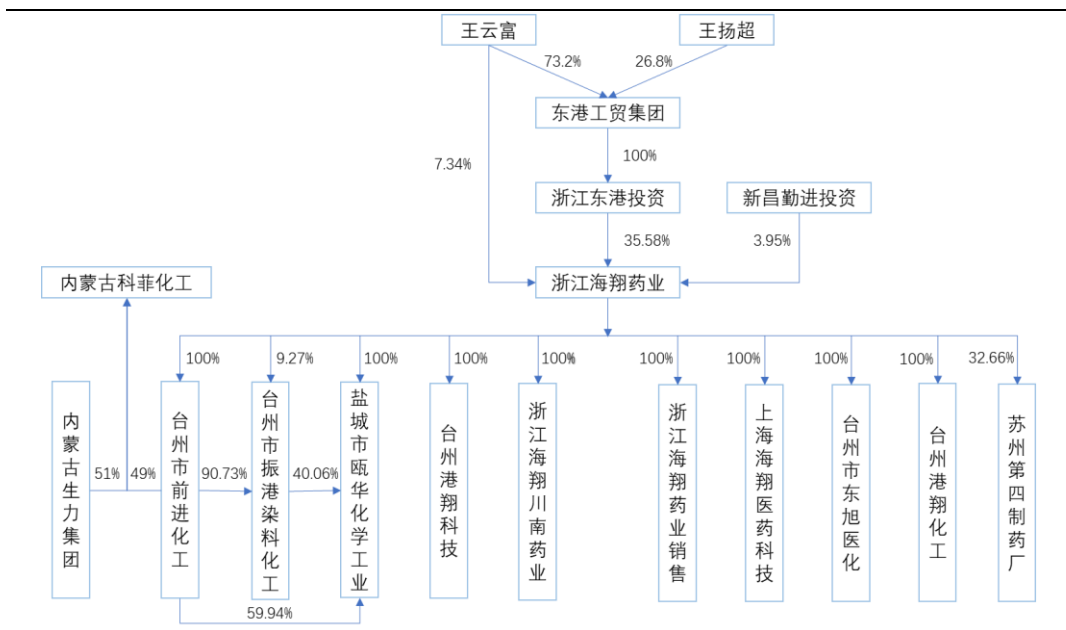 王云富
王扬超
73.2%
26.8%
东港工贸集团
7.34%
100%
浙江东港投资
新昌勤进投资
35.58%
3.95%
内蒙古科菲化工
浙江海翔药业
100%
9.27%
100%
100%
100%
100%
100%
100%
100%
32.66%
内蒙古生力集团
51%
49%
台州市前进化工
90.73%
台州市振港染料化工
40.06%
盐城市瓯华化学工业
台州港翔科技
浙江海翔川南药业
浙江海翔药业销售
上海海翔医药科技
台州市东旭医化
台州港翔化工
苏州第四制药厂
59.94%